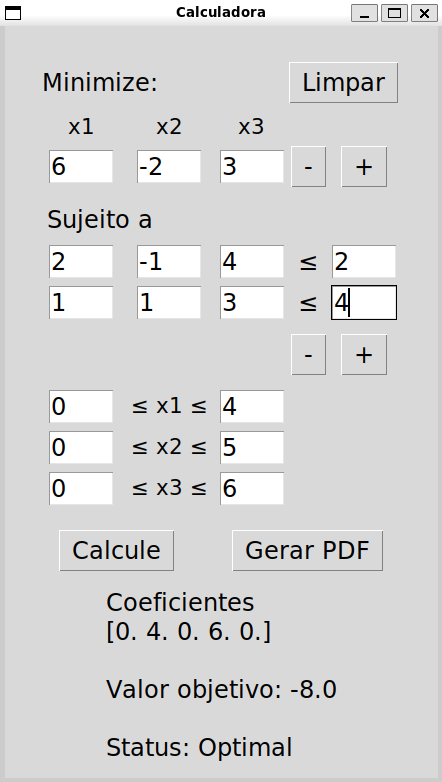 Calculadora
Minimize: Limpar
x1 x2 x3
6 -2 3 - +
Sujeito a
2 -1 4 ≤ 2
1 1 3 ≤ 4
- +
0 ≤ x1 ≤ 4
0 ≤ x2 ≤ 5
0 ≤ x3 ≤ 6
Calcule Gerar PDF
Coeficientes
[0. 4. 0. 6. 0.]
Valor objetivo: -8.0
Status: Optimal